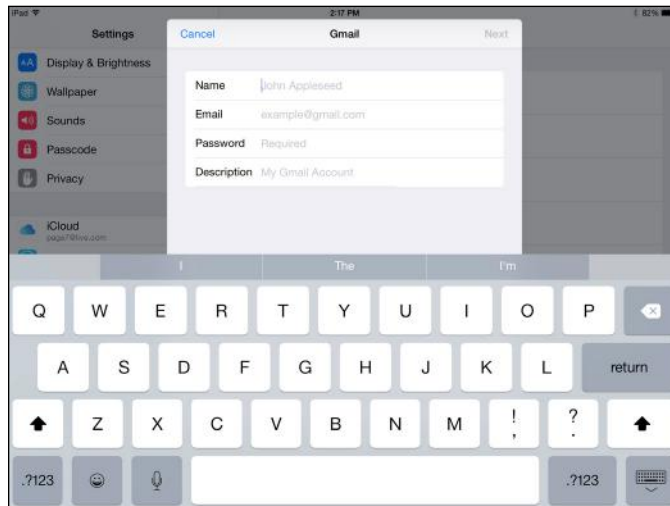 iPad 2:17 PM 82%
Settings
Display & Brightness
Wallpaper
Sounds
Passcode
Privacy
iCloud
Cancel Gmail Next
Name John Appleseed
Email example@gmail.com
Password Required
Description My Gmail Account
I The I'm
Q W E R T Y U I O P
A S D F G H J K L return
Z X C V B N M ! , ? .
.?123 .?123